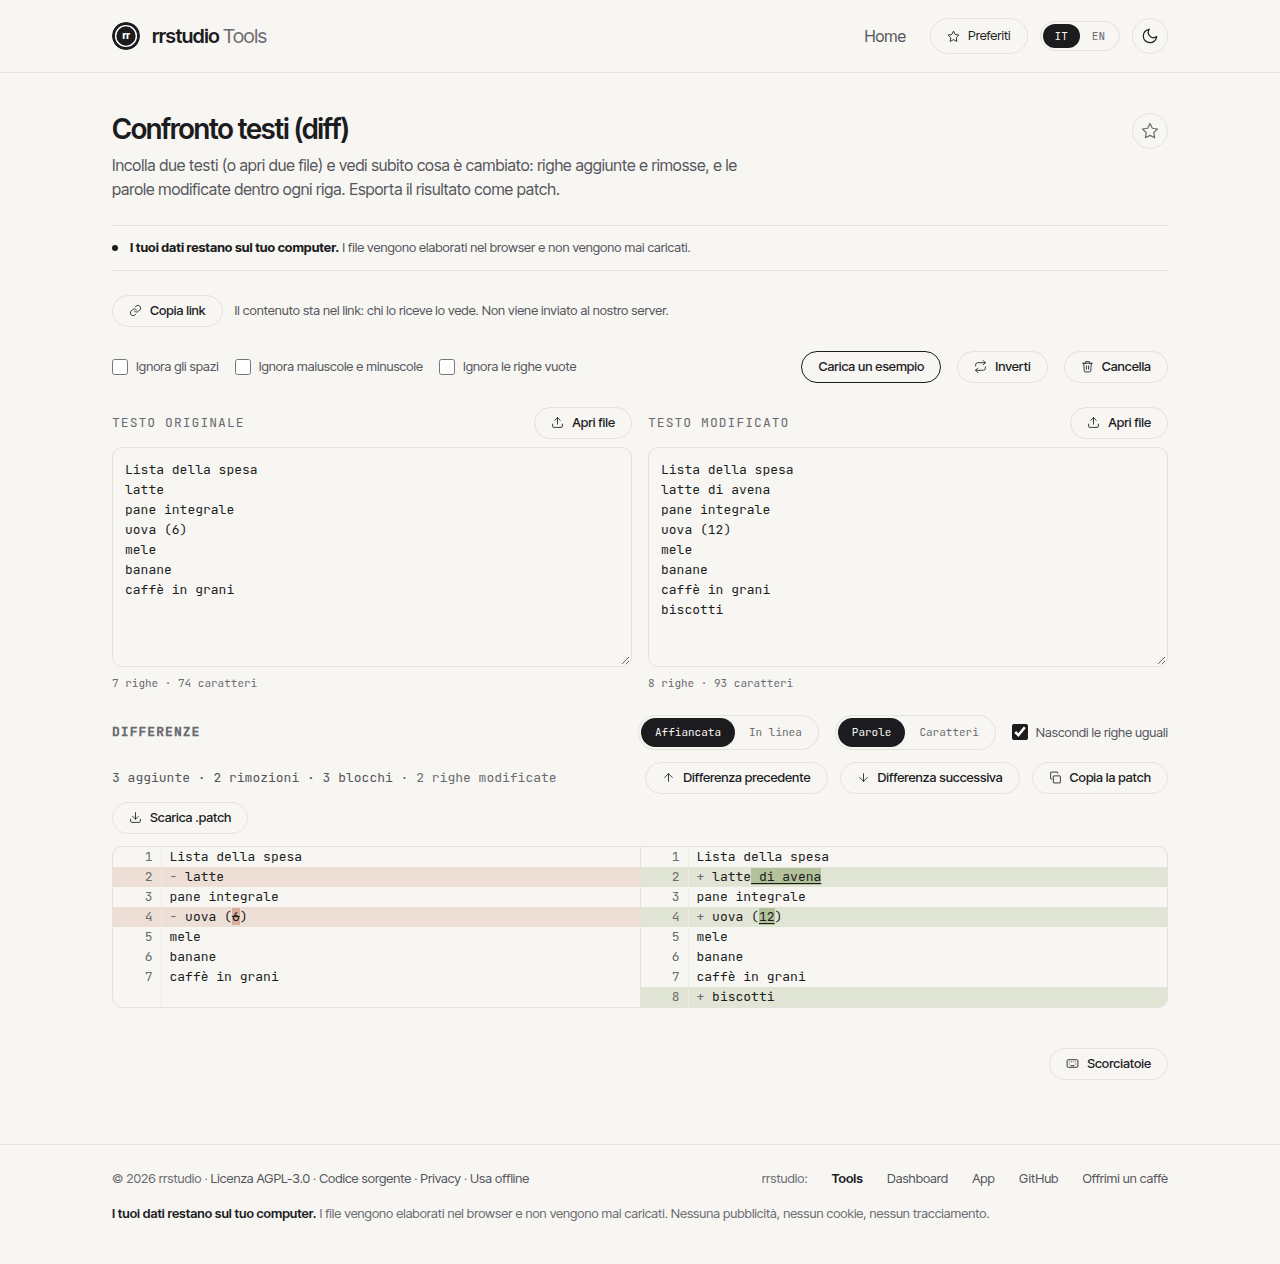 rr rrstudio Tools
Home
Preferiti
IT EN
Confronto testi (diff)
Incolla due testi (o apri due file) e vedi subito cosa è cambiato: righe aggiunte e rimosse, e le
parole modificate dentro ogni riga. Esporta il risultato come patch.
I tuoi dati restano sul tuo computer. I file vengono elaborati nel browser e non vengono mai caricati.
Copia link
Il contenuto sta nel link: chi lo riceve lo vede. Non viene inviato al nostro server.
Ignora gli spazi
Ignora maiuscole e minuscole
Ignora le righe vuote
Carica un esempio
Inverti
Cancella
TESTO ORIGINALE
Apri file
Lista della spesa
latte
pane integrale
uova (6)
mele
banane
caffè in grani
7 righe · 74 caratteri
TESTO MODIFICATO
Apri file
Lista della spesa
latte di avena
pane integrale
uova (12)
mele
banane
caffè in grani
biscotti
8 righe · 93 caratteri
DIFFERENZE
Affiancata In linea
Parole Caratteri
Nascondi le righe uguali
3 aggiunte · 2 rimozioni · 3 blocchi · 2 righe modificate
Differenza precedente
Differenza successiva
Copia la patch
Scarica .patch
1 Lista della spesa
2 - latte
3 pane integrale
4 - uova (6)
5 mele
6 banane
7 caffè in grani
1 Lista della spesa
2 + latte di avena
3 pane integrale
4 + uova (12)
5 mele
6 banane
7 caffè in grani
8 + biscotti
Scorciatoie
© 2026 rrstudio · Licenza AGPL-3.0 · Codice sorgente · Privacy · Usa offline
rrstudio: Tools Dashboard App GitHub Offrimi un caffè
I tuoi dati restano sul tuo computer. I file vengono elaborati nel browser e non vengono mai caricati. Nessuna pubblicità, nessun cookie, nessun tracciamento.